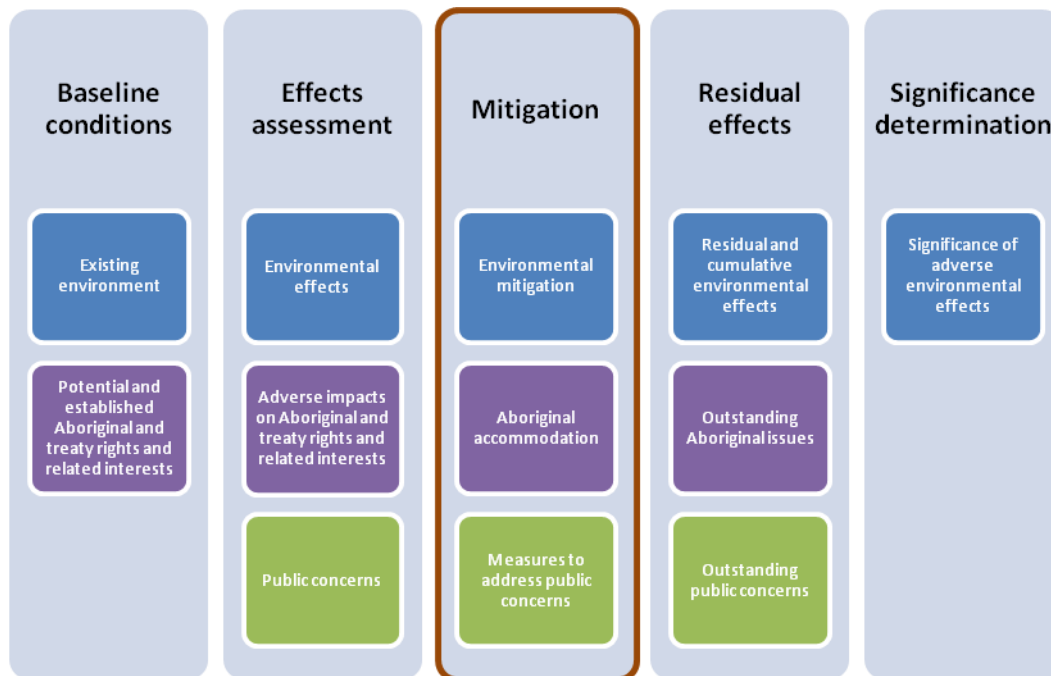 Baseline
conditions
Effects
assessment
Mitigation
Residual
effects
Significance
determination
Existing
environment
Environmental
effects
Environmental
mitigation
Residual and
cumulative
environmental
effects
Significance of
adverse
environmental
effects
Potential and
established
Aboriginal and
treaty rights and
related interests
Adverse impacts
on Aboriginal and
treaty rights and
related interests
Aboriginal
accommodation
Outstanding
Aboriginal issues
Public concerns
Measures to
address public
concerns
Outstanding
public concerns